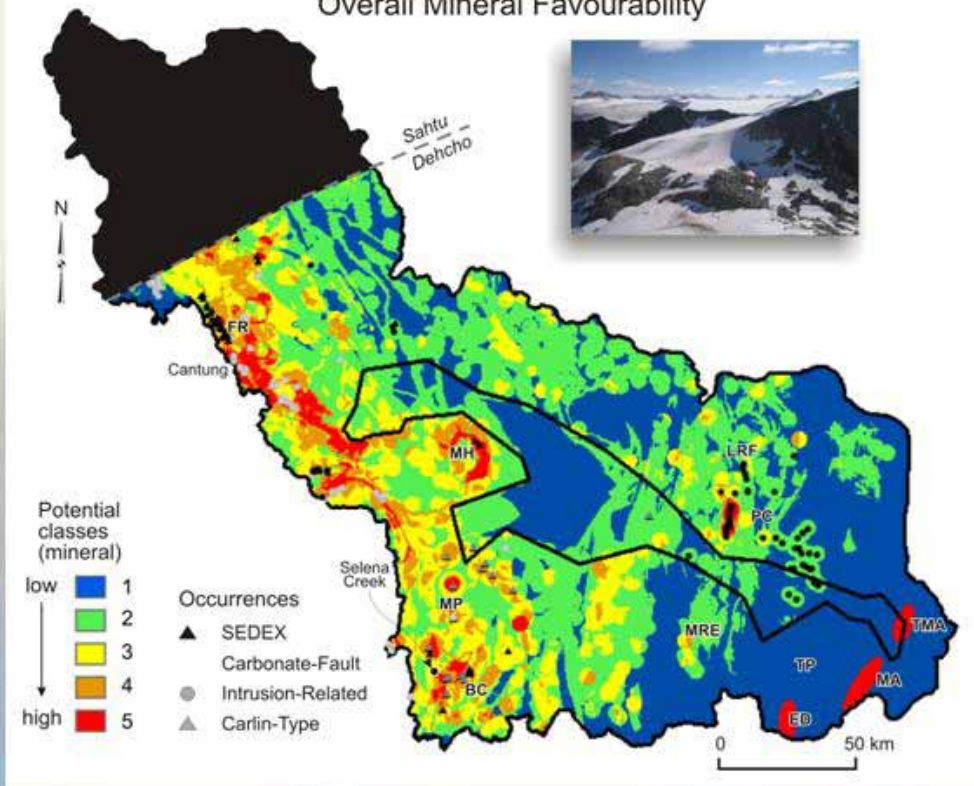 Overall Mineral Favourability
Sahtu
Dehcho
N
FR
Cantung
MH
LRF
PC
Potential
classes
(mineral)
low
high
1
2
3
4
5
Occurrences
SEDEX
Carbonate-Fault
Intrusion-Related
Carlin-Type
Selena
Creek
MP
BC
MRE
TP
TMA
MA
ED
0
50 km